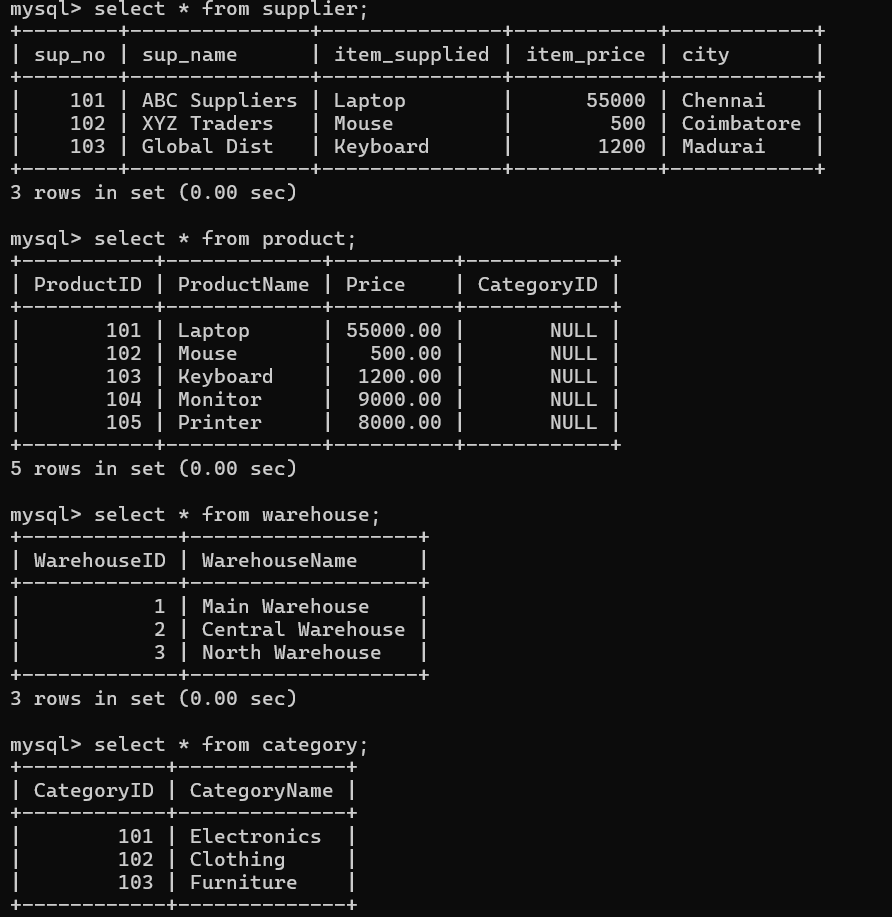 mysql> select * from supplier;
+--------+---------------+---------------+------------+------------+
| sup_no | sup_name      | item_supplied | item_price | city       |
+--------+---------------+---------------+------------+------------+
|    101 | ABC Suppliers | Laptop        |      55000 | Chennai    |
|    102 | XYZ Traders   | Mouse         |        500 | Coimbatore |
|    103 | Global Dist   | Keyboard      |       1200 | Madurai    |
+--------+---------------+---------------+------------+------------+
3 rows in set (0.00 sec)

mysql> select * from product;
+-----------+-------------+----------+------------+
| ProductID | ProductName | Price    | CategoryID |
+-----------+-------------+----------+------------+
|       101 | Laptop      | 55000.00 |       NULL |
|       102 | Mouse       |   500.00 |       NULL |
|       103 | Keyboard    |  1200.00 |       NULL |
|       104 | Monitor     |  9000.00 |       NULL |
|       105 | Printer     |  8000.00 |       NULL |
+-----------+-------------+----------+------------+
5 rows in set (0.00 sec)

mysql> select * from warehouse;
+-------------+-------------------+
| WarehouseID | WarehouseName     |
+-------------+-------------------+
|           1 | Main Warehouse    |
|           2 | Central Warehouse |
|           3 | North Warehouse   |
+-------------+-------------------+
3 rows in set (0.00 sec)

mysql> select * from category;
+------------+--------------+
| CategoryID | CategoryName |
+------------+--------------+
|        101 | Electronics  |
|        102 | Clothing     |
|        103 | Furniture    |
+------------+--------------+